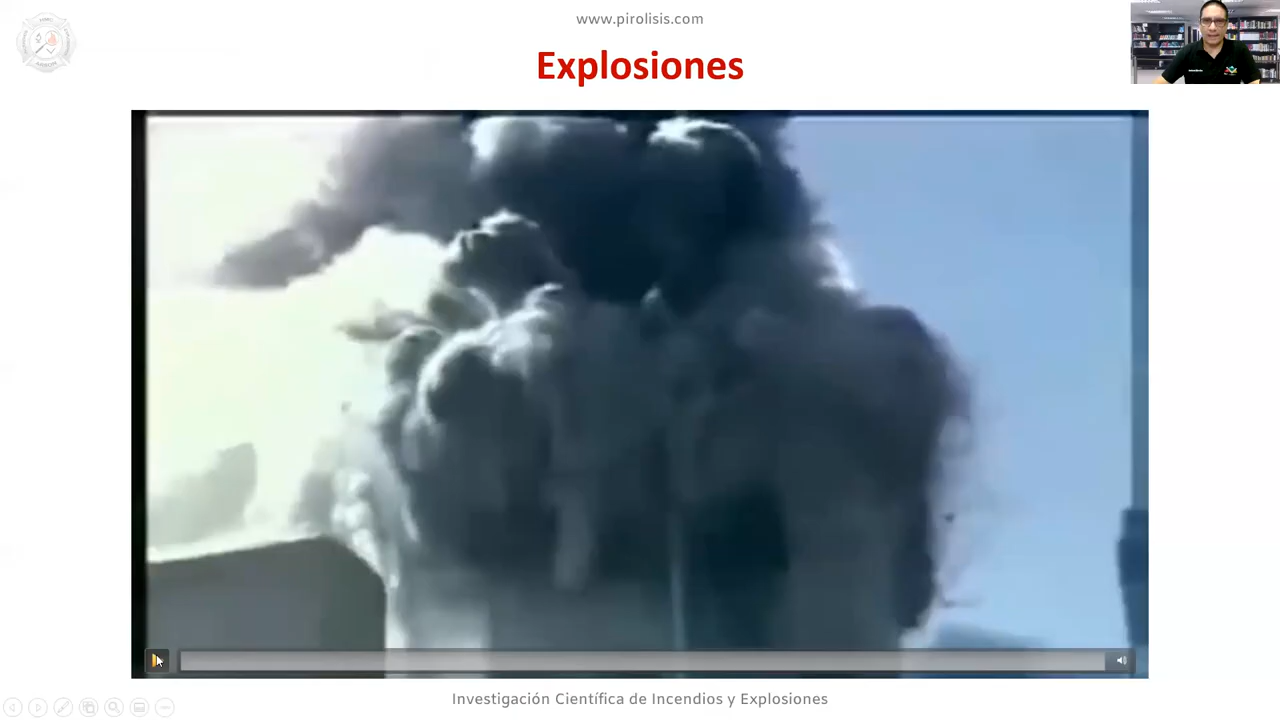 www.pirolisis.com
Explosiones
Investigación Científica de Incendios y Explosiones